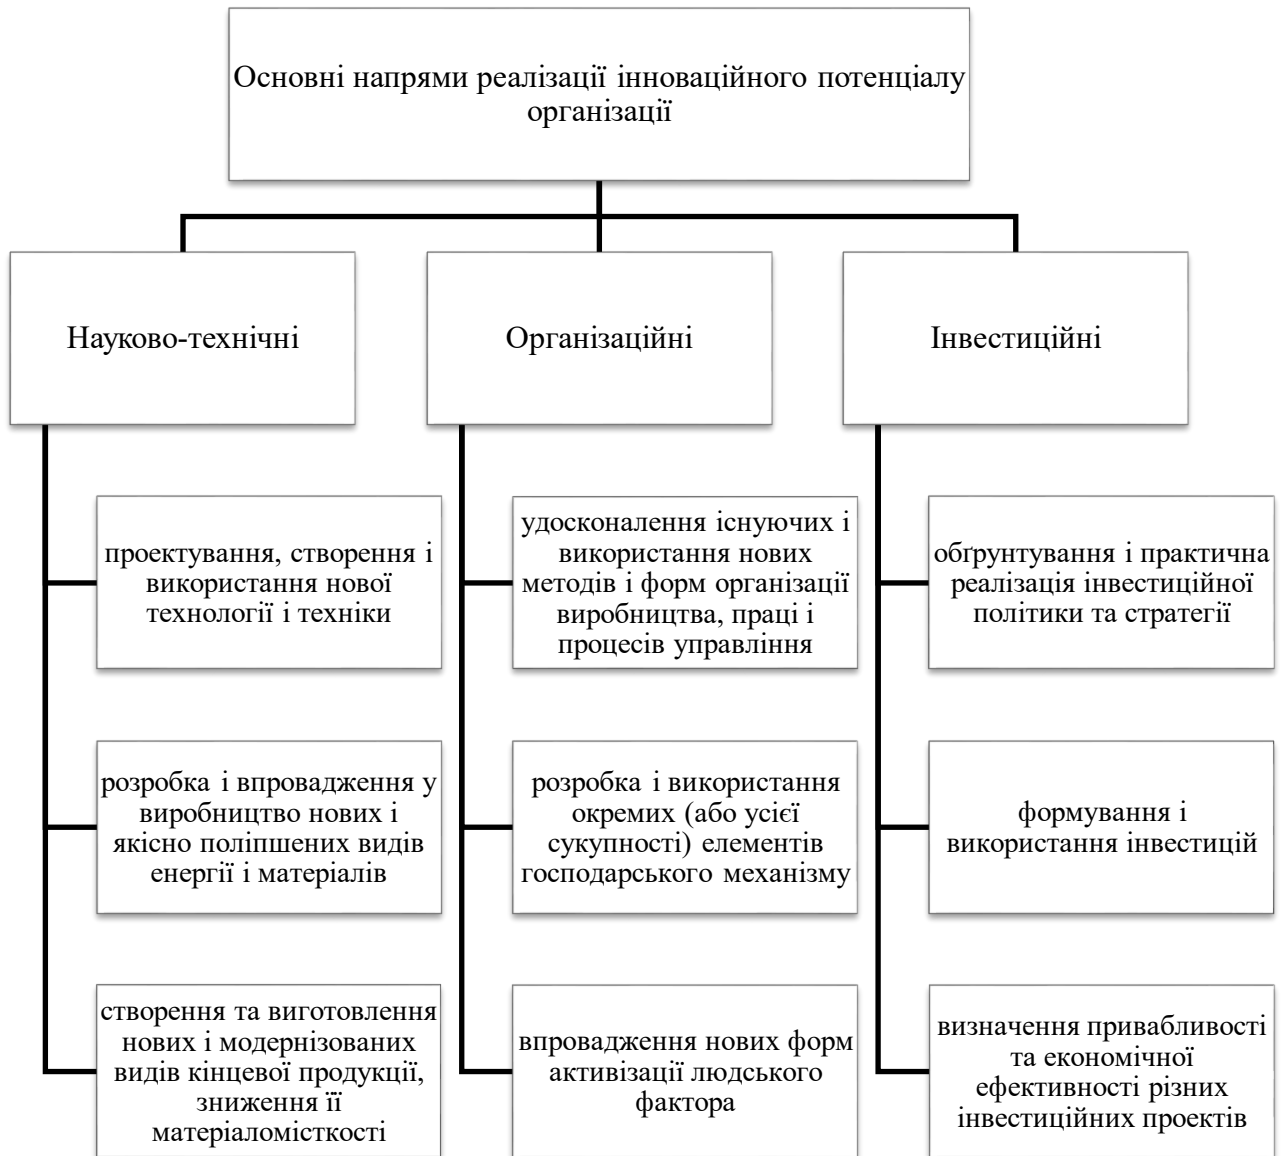 Основні напрями реалізації інноваційного потенціалу
організації
Науково-технічні
Організаційні
Інвестиційні
проектування, створення і
використання нової
технології і техніки
удосконалення існуючих і
використання нових
методів і форм організації
виробництва, праці і
процесів управління
обґрунтування і практична
реалізація інвестиційної
політики та стратегії
розробка і впровадження у
виробництво нових і
якісно поліпшених видів
енергії і матеріалів
розробка і використання
окремих (або усієї
сукупності) елементів
господарського механізму
формування і
використання інвестицій
створення та виготовлення
нових і модернізованих
видів кінцевої продукції,
зниження її
матеріаломісткості
впровадження нових форм
активізації людського
фактора
визначення привабливості
та економічної
ефективності різних
інвестиційних проектів